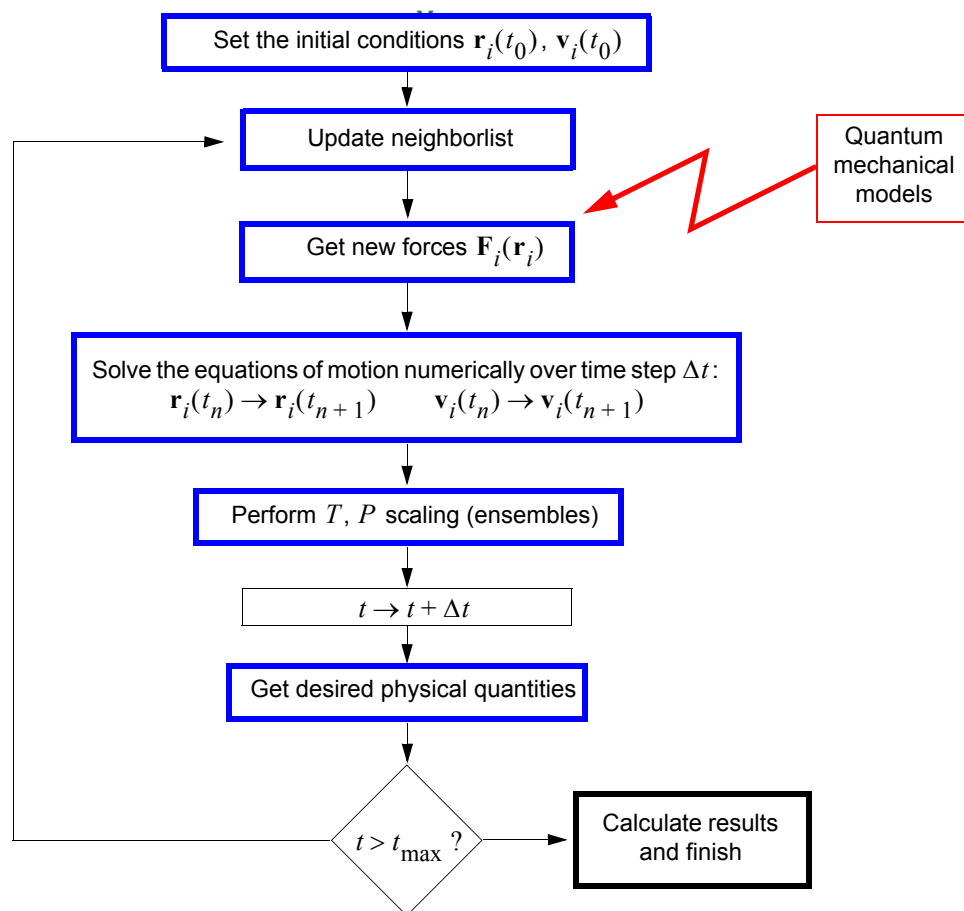 Set the initial conditions r_i(t_0), v_i(t_0)
Update neighborlist
Quantum
mechanical
models
Get new forces F_i(r_i)
Solve the equations of motion numerically over time step Δt:
r_i(t_n) → r_i(t_{n+1}) v_i(t_n) → v_i(t_{n+1})
Perform T, P scaling (ensembles)
t → t + Δt
Get desired physical quantities
t > t_max ?
Calculate results
and finish